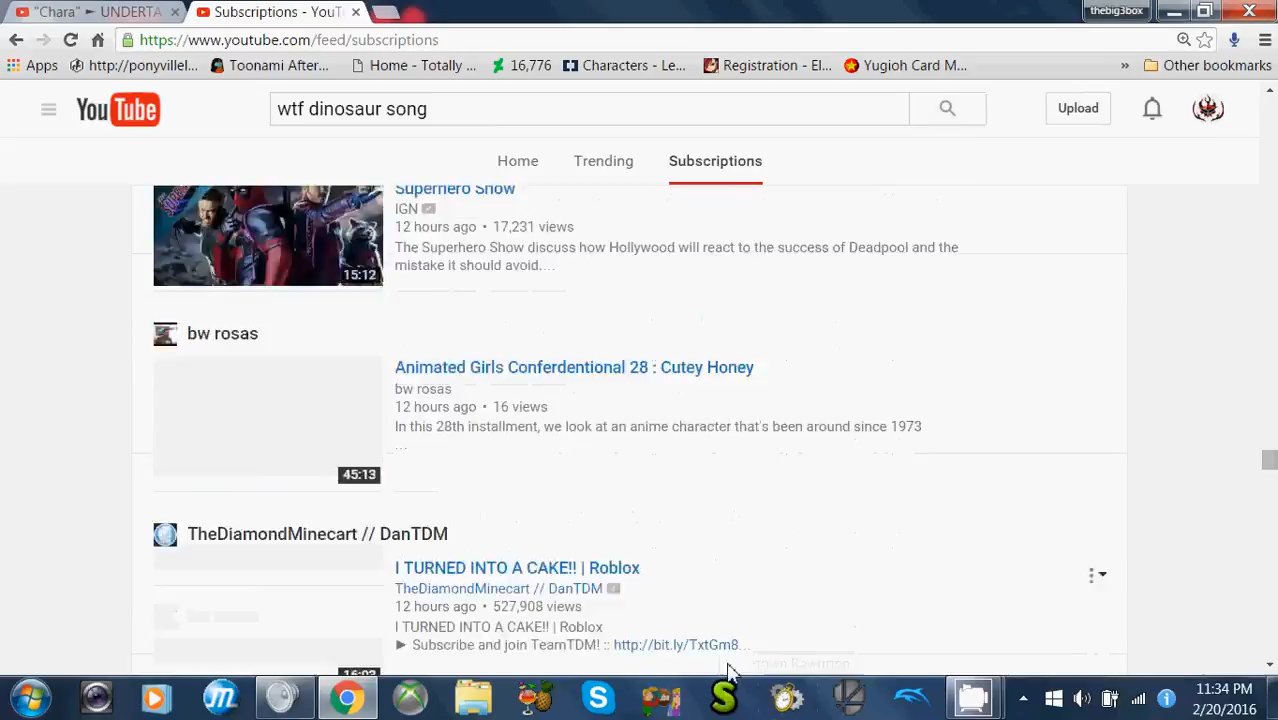 "Chara" ► UNDERTA
Subscriptions - YouT
thebig3box
https://www.youtube.com/feed/subscriptions
Apps
http://ponyvillel...
Toonami After...
Home - Totally ...
16,776
Characters - Le...
Registration - El...
Yugioh Card M...
»
Other bookmarks
YouTube
wtf dinosaur song
Upload
Home
Trending
Subscriptions
Superhero Show
IGN
12 hours ago • 17,231 views
The Superhero Show discuss how Hollywood will react to the success of Deadpool and the
mistake it should avoid....
15:12
bw rosas
Animated Girls Conferdentional 28 : Cutey Honey
bw rosas
12 hours ago • 16 views
In this 28th installment, we look at an anime character that's been around since 1973
...
45:13
TheDiamondMinecart // DanTDM
I TURNED INTO A CAKE!! | Roblox
TheDiamondMinecart // DanTDM
12 hours ago • 527,908 views
I TURNED INTO A CAKE!! | Roblox
► Subscribe and join TeamTDM! :: http://bit.ly/TxtGm8...
11:34 PM
2/20/2016